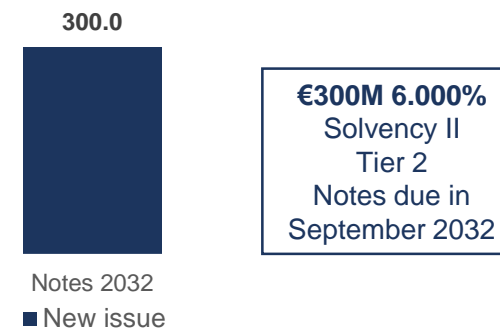 300.0
Notes 2032
New issue
€300M 6.000%
Solvency II
Tier 2
Notes due in
September 2032